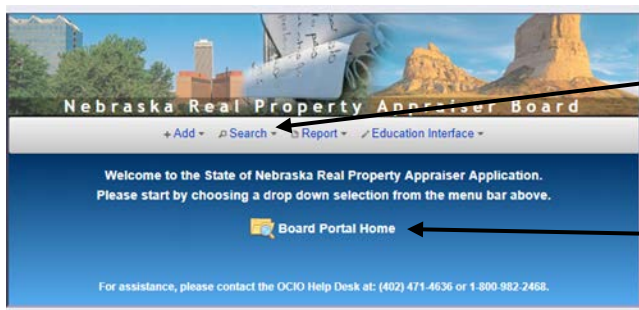 Nebraska Real Property Appraiser Board
+ Add Search Report Education Interface
Welcome to the State of Nebraska Real Property Appraiser Application.
Please start by choosing a drop down selection from the menu bar above.
Board Portal Home
For assistance, please contact the OCIO Help Desk at: (402) 471-4636 or 1-800-982-2468.